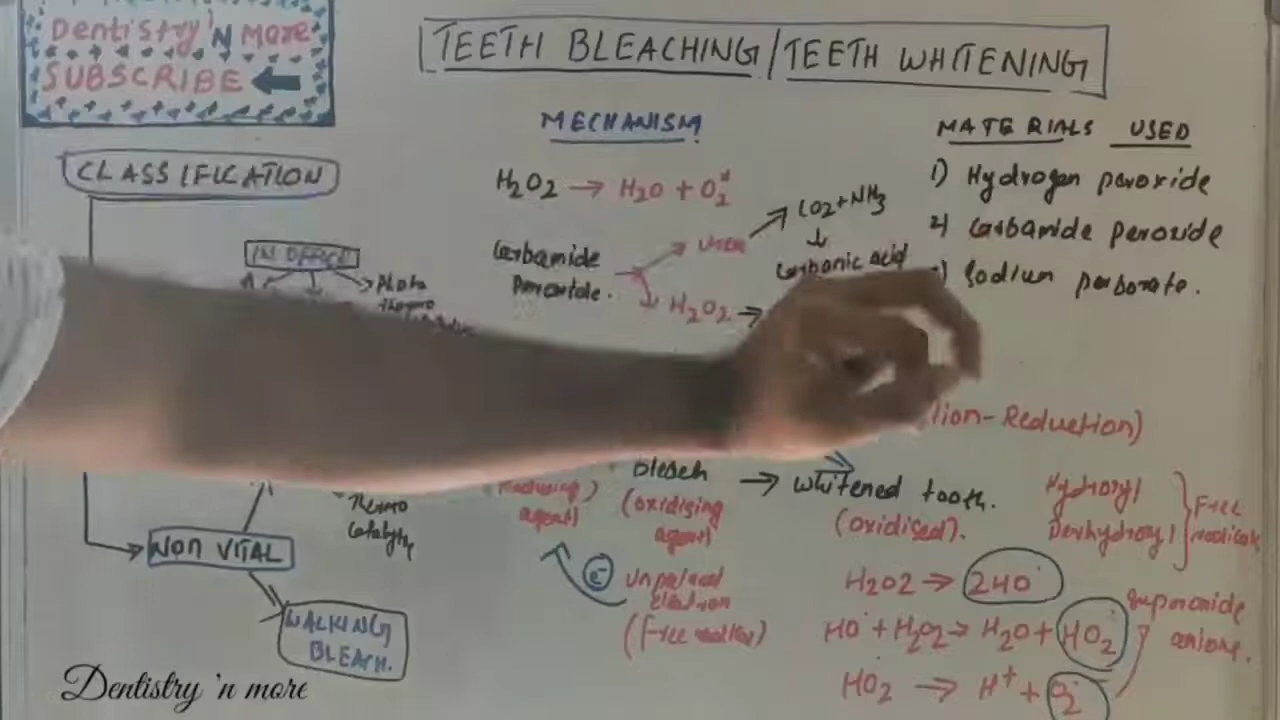 Dentistry 'N More
SUBSCRIBE
TEETH BLEACHING/TEETH WHITENING
CLASSIFICATION
IN OFFICE
Photo
NON VITAL
WALKING
BLEACH.
MECHANISM
H2O2 → H2O + O2
Carbamide
Peroxide.
urea
CO2+NH3
Carbonic acid
H2O2 →
MATERIALS USED
1) Hydrogen peroxide
2) Carbamide peroxide
Sodium perborate.
tion-Reduction)
bleach → whitened tooth.
Reducing)
agent)
(oxidising
agent)
(oxidised).
Hydroxyl
Perhydroxyl
Free
radicals
e- unpaired
electron
(Free radical)
H2O2 → 2HO·
HO· + H2O2 → H2O + HO2·
HO2· → H+ + O2·-
superoxide
anions.
Dentistry 'n more